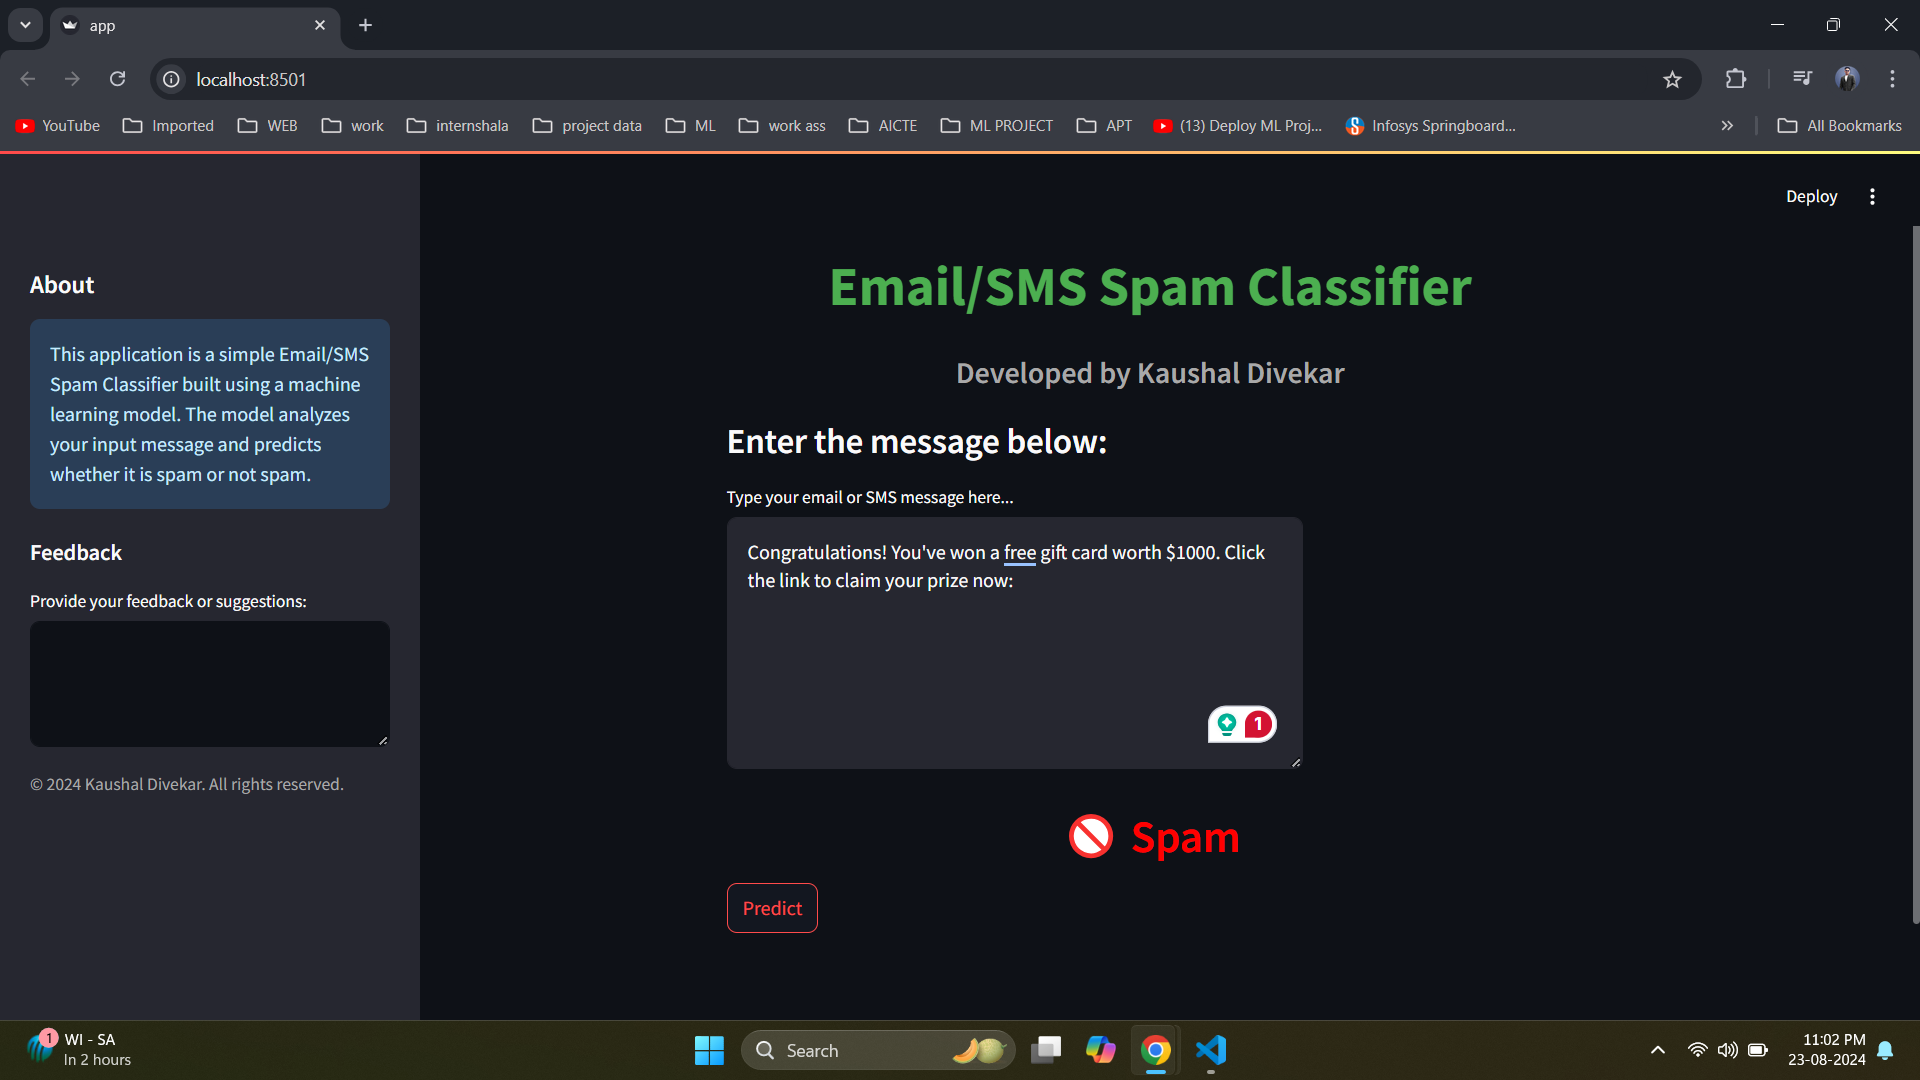 app
localhost:8501
YouTube Imported WEB work internshala project data ML work ass AICTE ML PROJECT APT (13) Deploy ML Proj... Infosys Springboard... All Bookmarks
Deploy
About
This application is a simple Email/SMS
Spam Classifier built using a machine
learning model. The model analyzes
your input message and predicts
whether it is spam or not spam.
Feedback
Provide your feedback or suggestions:
© 2024 Kaushal Divekar. All rights reserved.
Email/SMS Spam Classifier
Developed by Kaushal Divekar
Enter the message below:
Type your email or SMS message here...
Congratulations! You've won a free gift card worth $1000. Click
the link to claim your prize now:
1
Spam
Predict
1
WI - SA
In 2 hours
Search
11:02 PM
23-08-2024